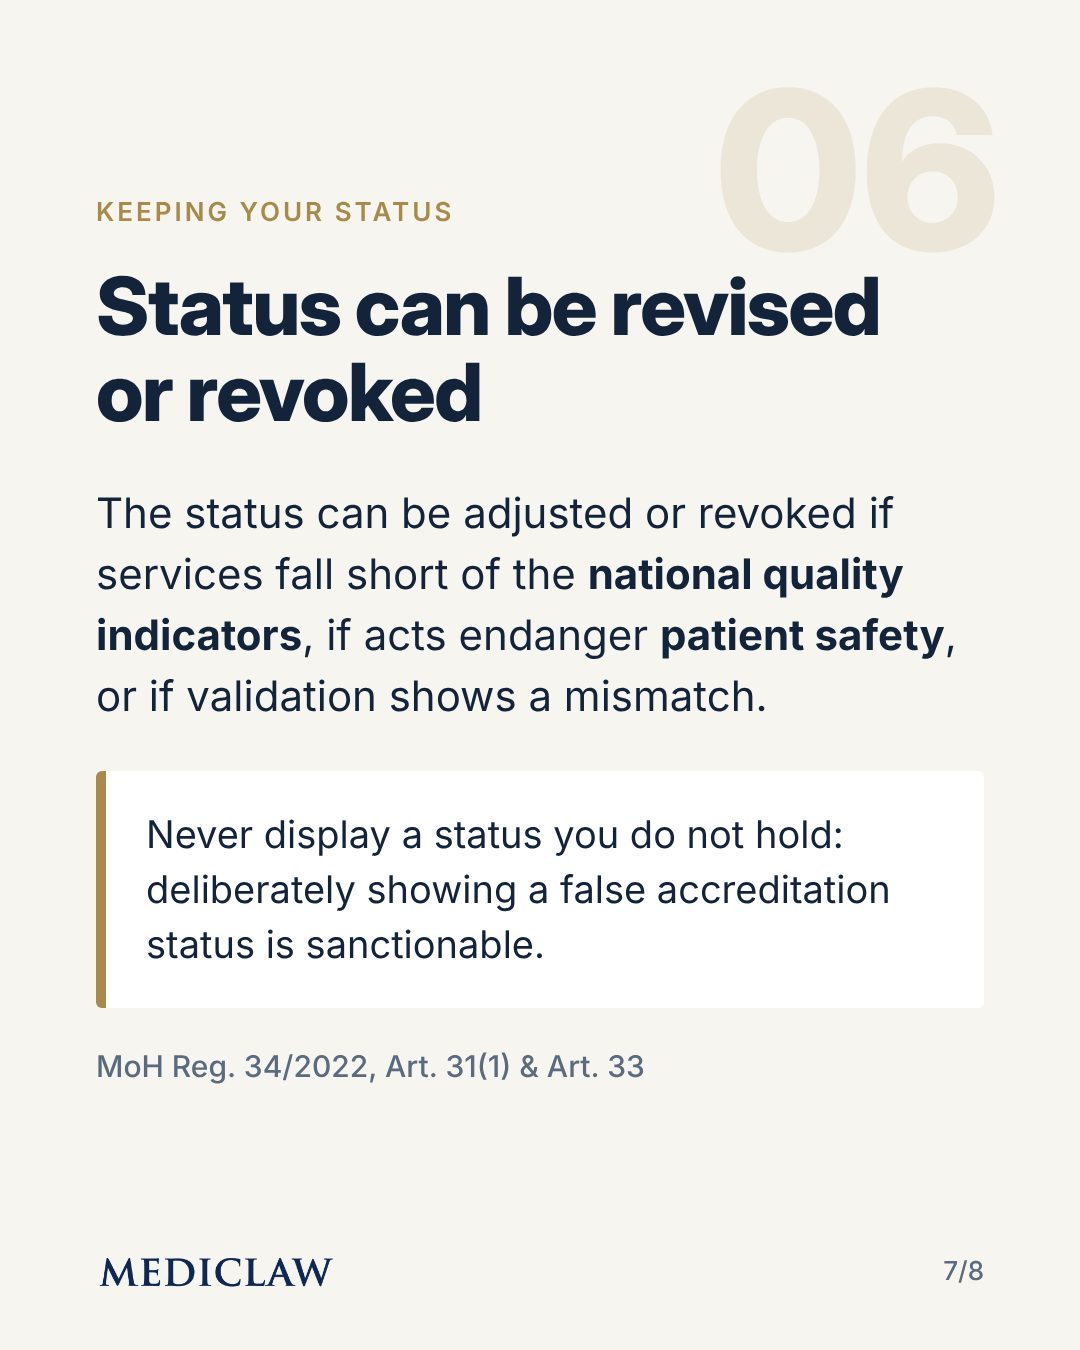 06
KEEPING YOUR STATUS
Status can be revised
or revoked
The status can be adjusted or revoked if
services fall short of the national quality
indicators, if acts endanger patient safety,
or if validation shows a mismatch.
Never display a status you do not hold:
deliberately showing a false accreditation
status is sanctionable.
MoH Reg. 34/2022, Art. 31(1) & Art. 33
MEDICLAW
7/8